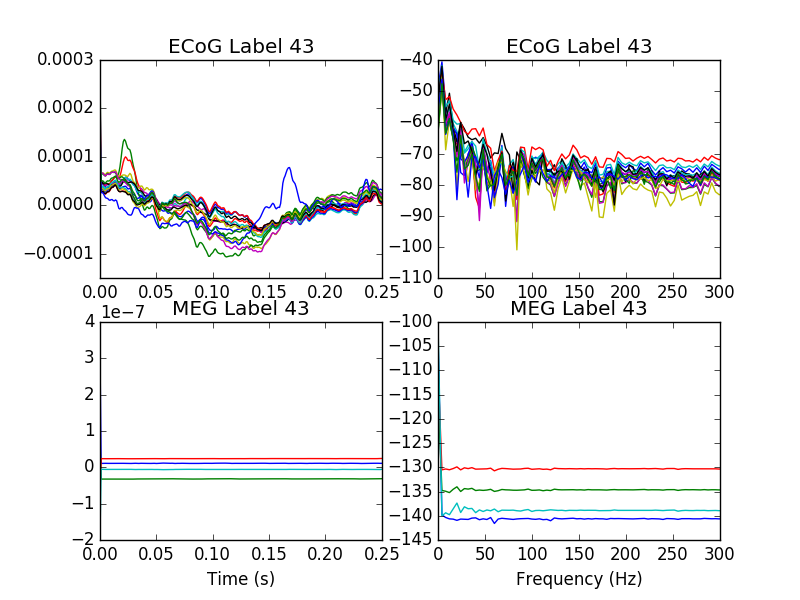 ECoG Label 43
0.0003
0.0002
0.0001
0.0000
−0.0001
0.00 0.05 0.10 0.15 0.20 0.25
ECoG Label 43
−40
−50
−60
−70
−80
−90
−100
−110
0 50 100 150 200 250 300
MEG Label 43
1e−7
4
3
2
1
0
−1
−2
0.00 0.05 0.10 0.15 0.20 0.25
Time (s)
MEG Label 43
−100
−105
−110
−115
−120
−125
−130
−135
−140
−145
0 50 100 150 200 250 300
Frequency (Hz)